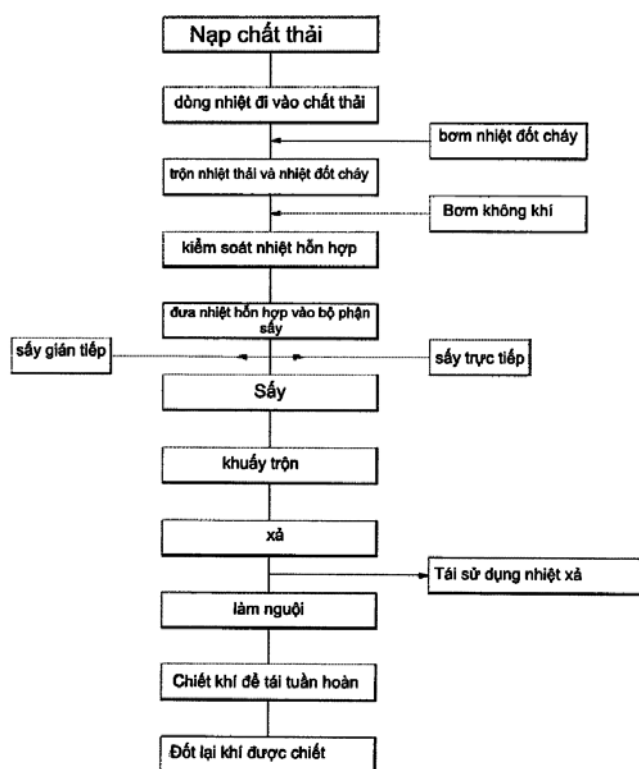 Nạp chất thải
dòng nhiệt đi vào chất thải
bơm nhiệt đốt cháy
trộn nhiệt thải và nhiệt đốt cháy
Bơm không khí
kiểm soát nhiệt hỗn hợp
đưa nhiệt hỗn hợp vào bộ phận
sấy
sấy gián tiếp
sấy trực tiếp
Sấy
khuấy trộn
xả
Tái sử dụng nhiệt xả
làm nguội
Chiết khí để tái tuần hoàn
Đốt lại khí được chiết